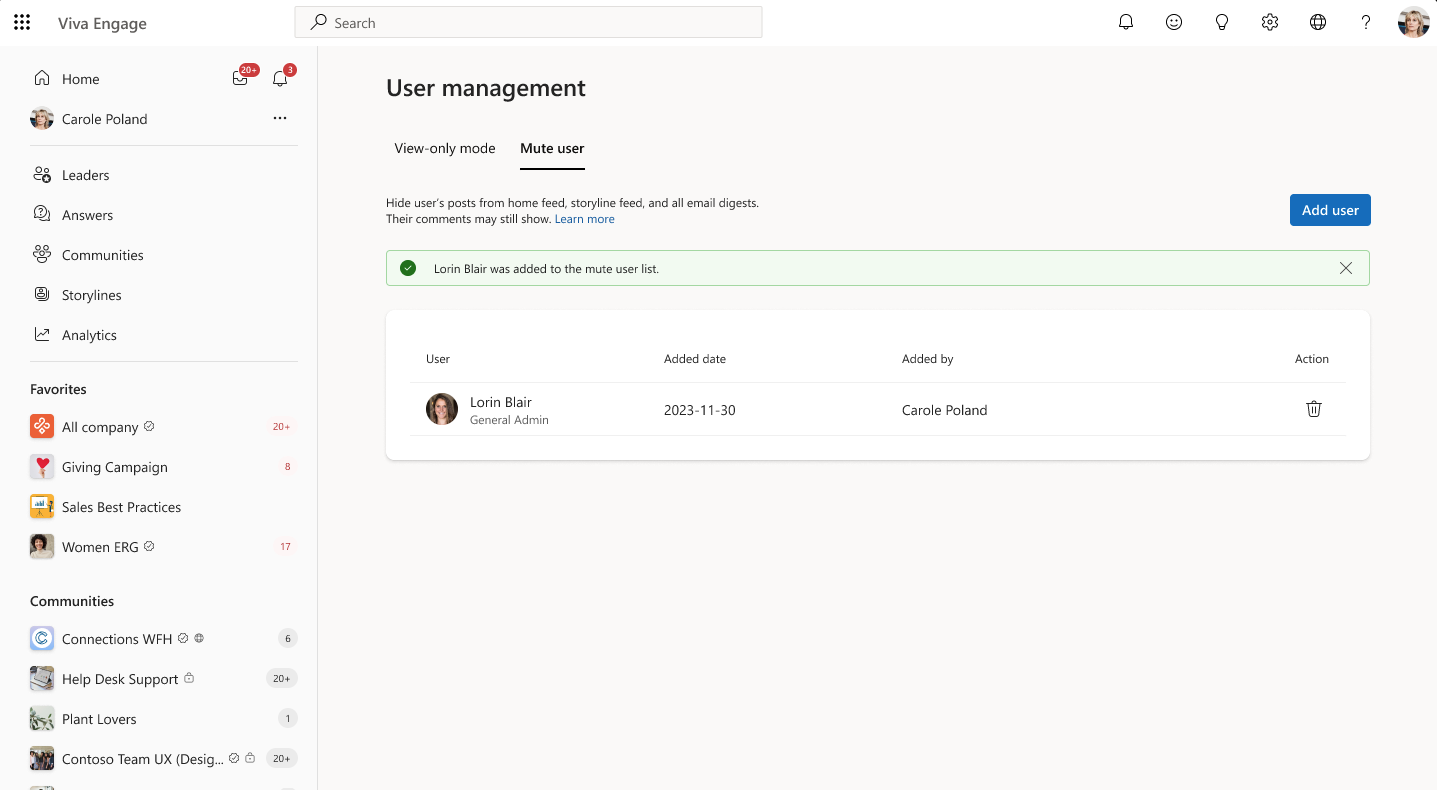 Viva Engage
Search
?
Home
20+
3
Carole Poland
Leaders
Answers
Communities
Storylines
Analytics
Favorites
All company
20+
Giving Campaign
8
Sales Best Practices
Women ERG
17
Communities
Connections WFH
6
Help Desk Support
20+
Plant Lovers
1
Contoso Team UX (Desig...
20+
User management
View-only mode
Mute user
Hide user's posts from home feed, storyline feed, and all email digests.
Their comments may still show. Learn more
Add user
Lorin Blair was added to the mute user list.
User
Added date
Added by
Action
Lorin Blair
General Admin
2023-11-30
Carole Poland